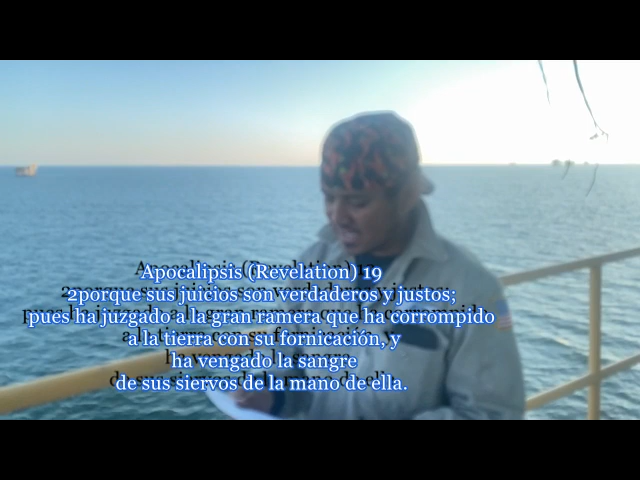 Apocalipsis (Revelation) 19
2porque sus juicios son verdaderos y justos;
pues ha juzgado a la gran ramera que ha corrompido
a la tierra con su fornicación, y
ha vengado la sangre
de sus siervos de la mano de ella.